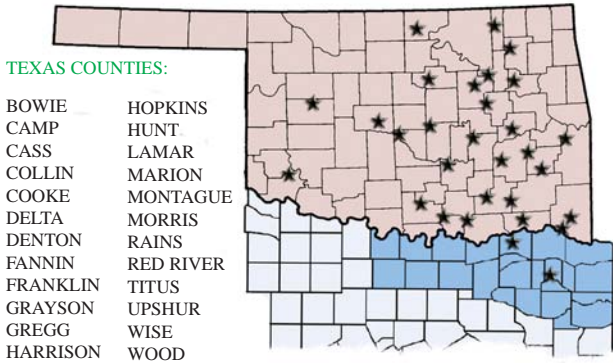 TEXAS COUNTIES:
BOWIE
CAMP
CASS
COLLIN
COOKE
DELTA
DENTON
FANNIN
FRANKLIN
GRAYSON
GREGG
HARRISON
HOPKINS
HUNT
LAMAR
MARION
MONTAGUE
MORRIS
RAINS
RED RIVER
TITUS
UPSHUR
WISE
WOOD